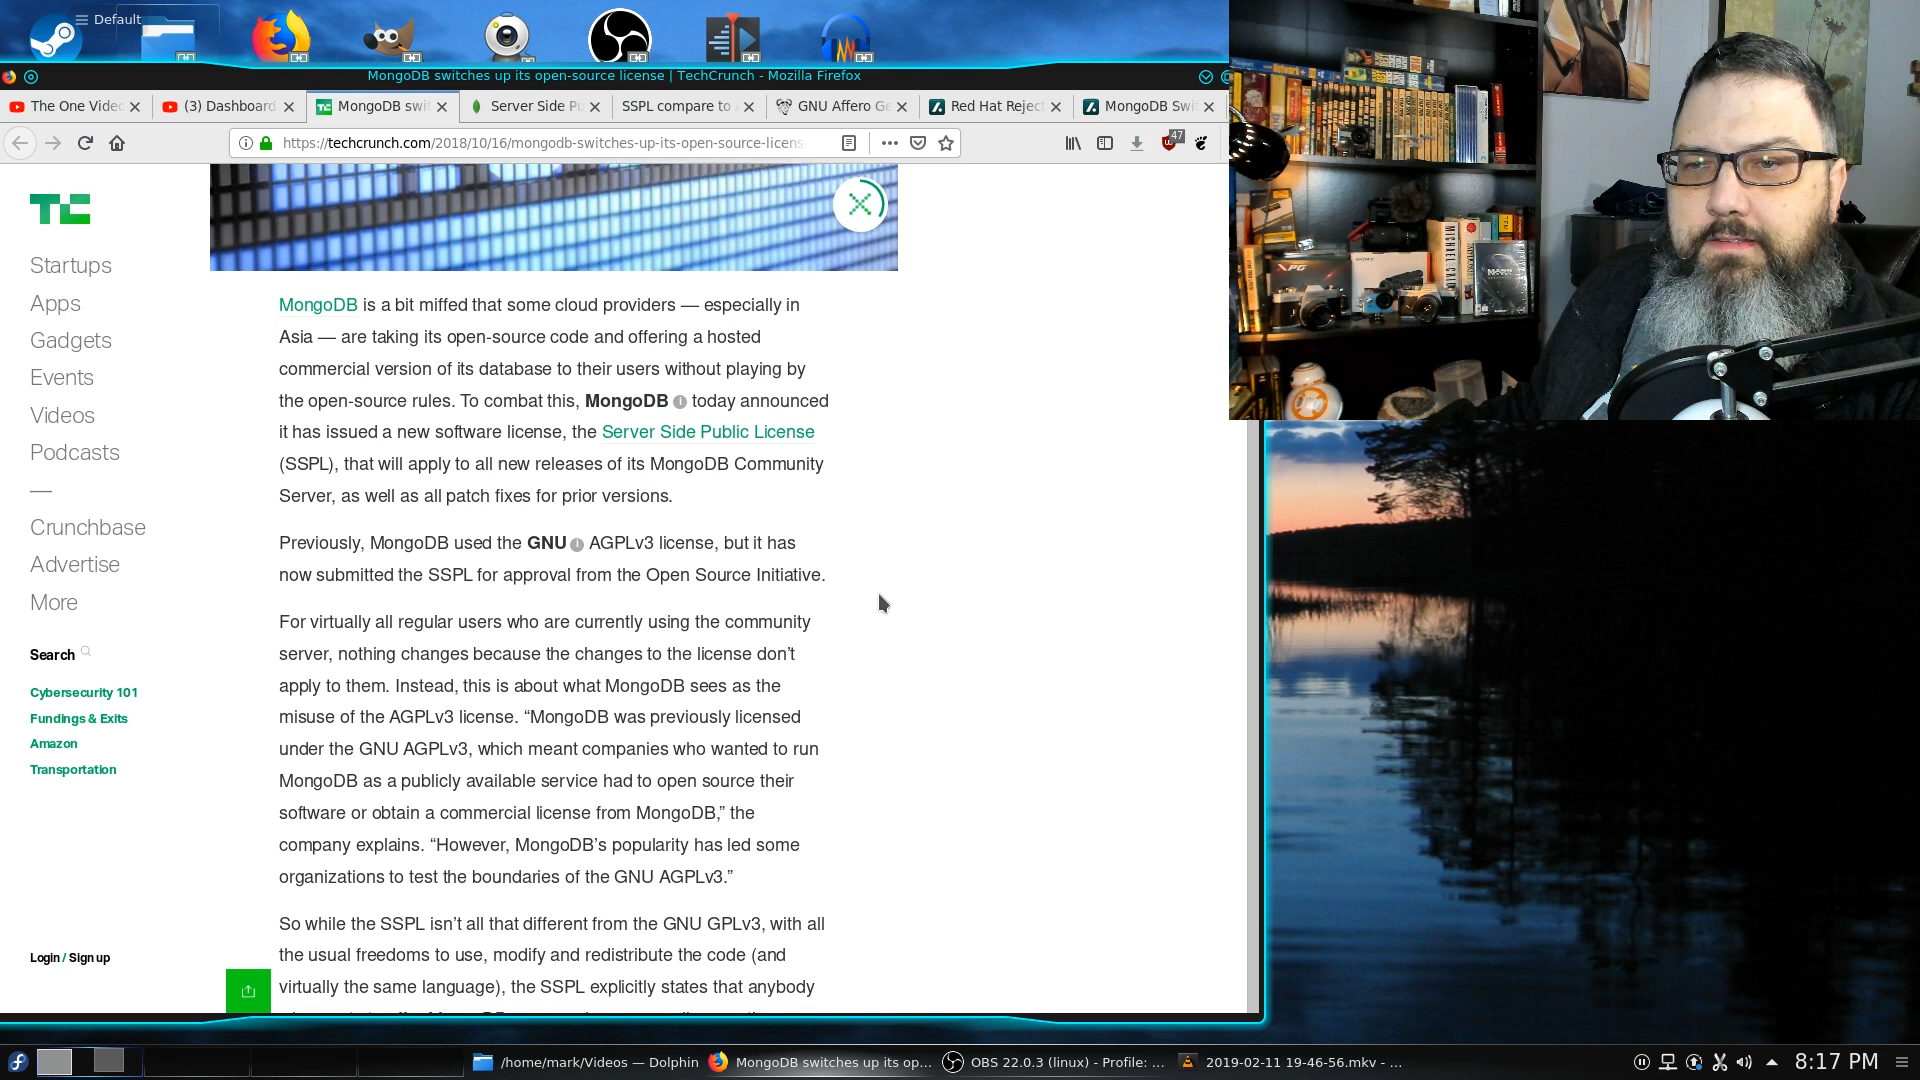 Default
MongoDB switches up its open-source license | TechCrunch - Mozilla Firefox
The One Videc
(3) Dashboard
MongoDB swit
Server Side Pu
SSPL compare to
GNU Affero Ge
Red Hat Reject
MongoDB Swi
https://techcrunch.com/2018/10/16/mongodb-switches-up-its-open-source-licens
47
TC
Startups
Apps
Gadgets
Events
Videos
Podcasts
—
Crunchbase
Advertise
More
Search
Cybersecurity 101
Fundings & Exits
Amazon
Transportation
Login / Sign up
MongoDB is a bit miffed that some cloud providers — especially in
Asia — are taking its open-source code and offering a hosted
commercial version of its database to their users without playing by
the open-source rules. To combat this, MongoDB today announced
it has issued a new software license, the Server Side Public License
(SSPL), that will apply to all new releases of its MongoDB Community
Server, as well as all patch fixes for prior versions.
Previously, MongoDB used the GNU AGPLv3 license, but it has
now submitted the SSPL for approval from the Open Source Initiative.
For virtually all regular users who are currently using the community
server, nothing changes because the changes to the license don’t
apply to them. Instead, this is about what MongoDB sees as the
misuse of the AGPLv3 license. “MongoDB was previously licensed
under the GNU AGPLv3, which meant companies who wanted to run
MongoDB as a publicly available service had to open source their
software or obtain a commercial license from MongoDB,” the
company explains. “However, MongoDB’s popularity has led some
organizations to test the boundaries of the GNU AGPLv3.”
So while the SSPL isn’t all that different from the GNU GPLv3, with all
the usual freedoms to use, modify and redistribute the code (and
virtually the same language), the SSPL explicitly states that anybody
XPG
SONY
/home/mark/Videos — Dolphin
MongoDB switches up its op...
OBS 22.0.3 (linux) - Profile: ...
2019-02-11 19-46-56.mkv - ...
8:17 PM